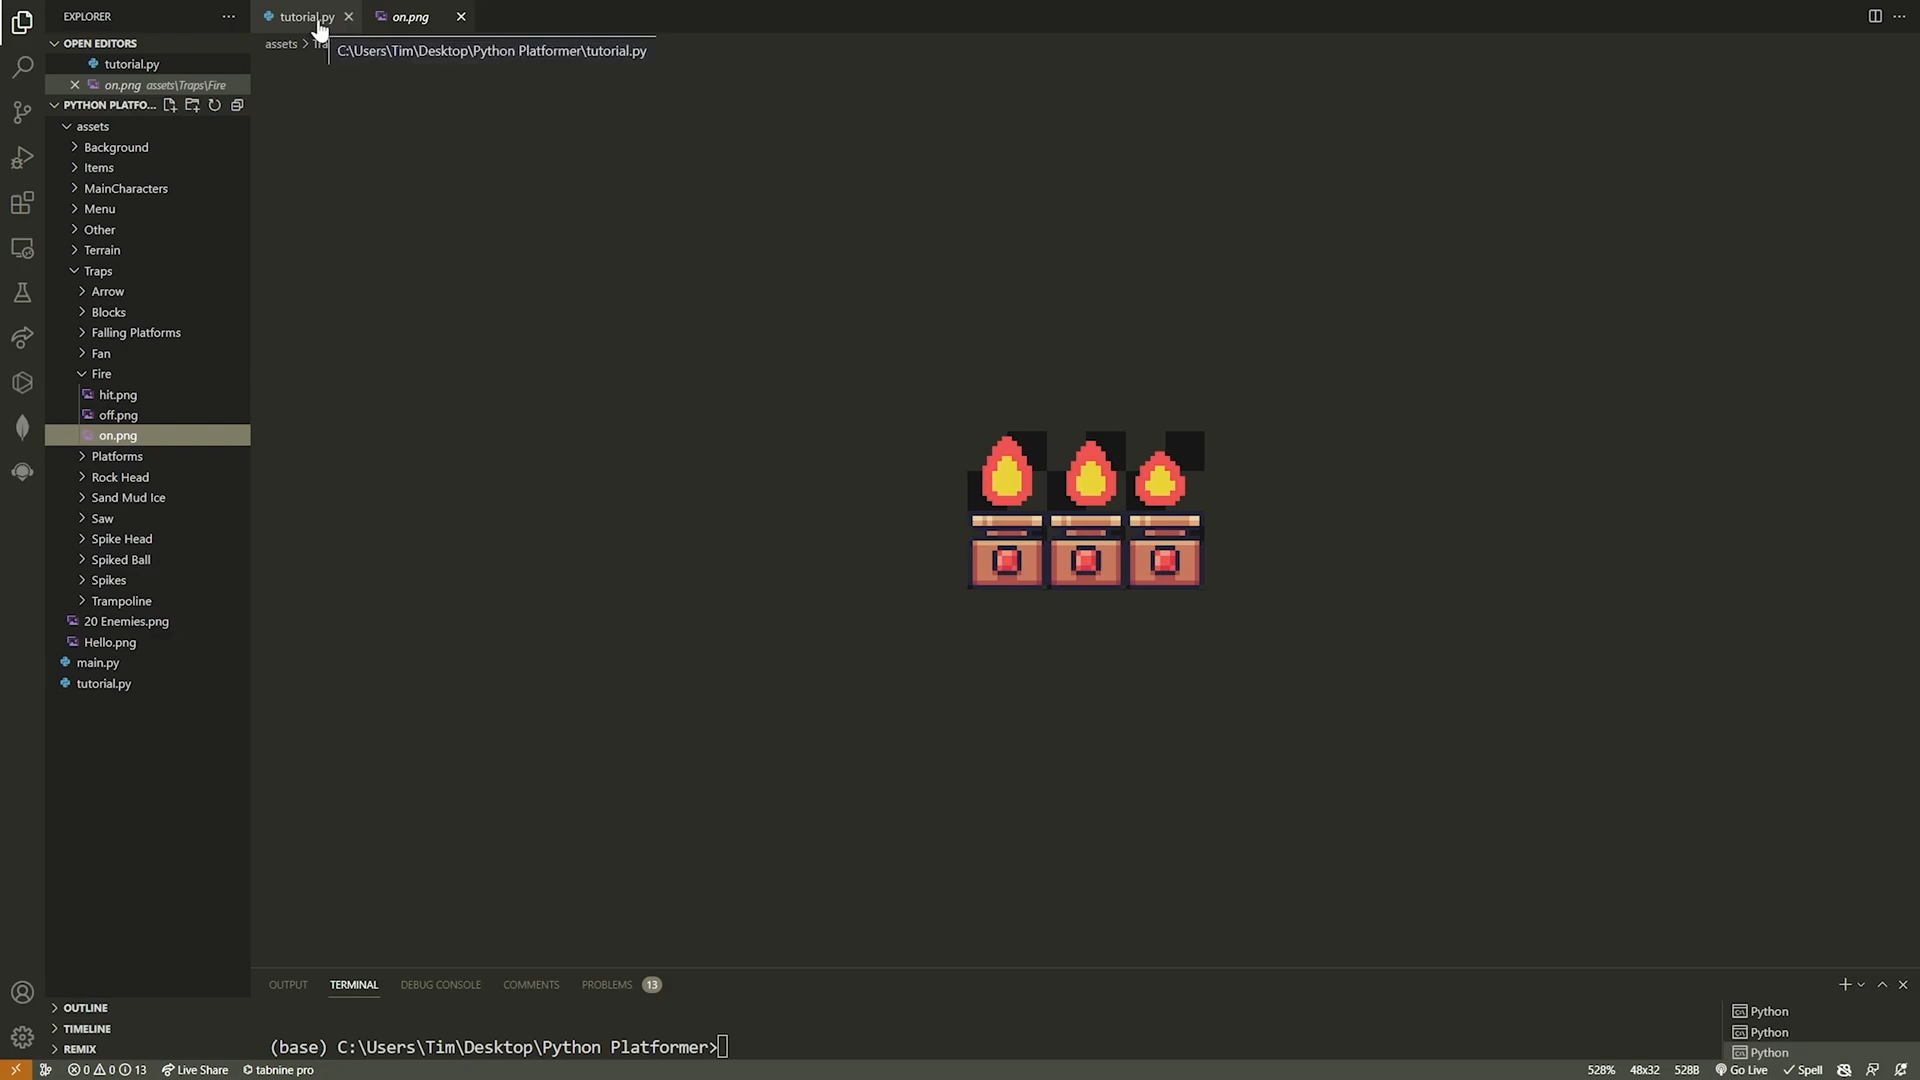 EXPLORER
tutorial.py
on.png
OPEN EDITORS
assets >
C:\Users\Tim\Desktop\Python Platformer\tutorial.py
tutorial.py
on.png assets\Traps\Fire
PYTHON PLATFO...
assets
Background
Items
MainCharacters
Menu
Other
Terrain
Traps
Arrow
Blocks
Falling Platforms
Fan
Fire
hit.png
off.png
on.png
Platforms
Rock Head
Sand Mud Ice
Saw
Spike Head
Spiked Ball
Spikes
Trampoline
20 Enemies.png
Hello.png
main.py
tutorial.py
OUTPUT TERMINAL DEBUG CONSOLE COMMENTS PROBLEMS 13
OUTLINE
TIMELINE
REMIX
(base) C:\Users\Tim\Desktop\Python Platformer>
Python
Python
Python
0 0 13 Live Share tabnine pro
528% 48x32 528B Go Live Spell